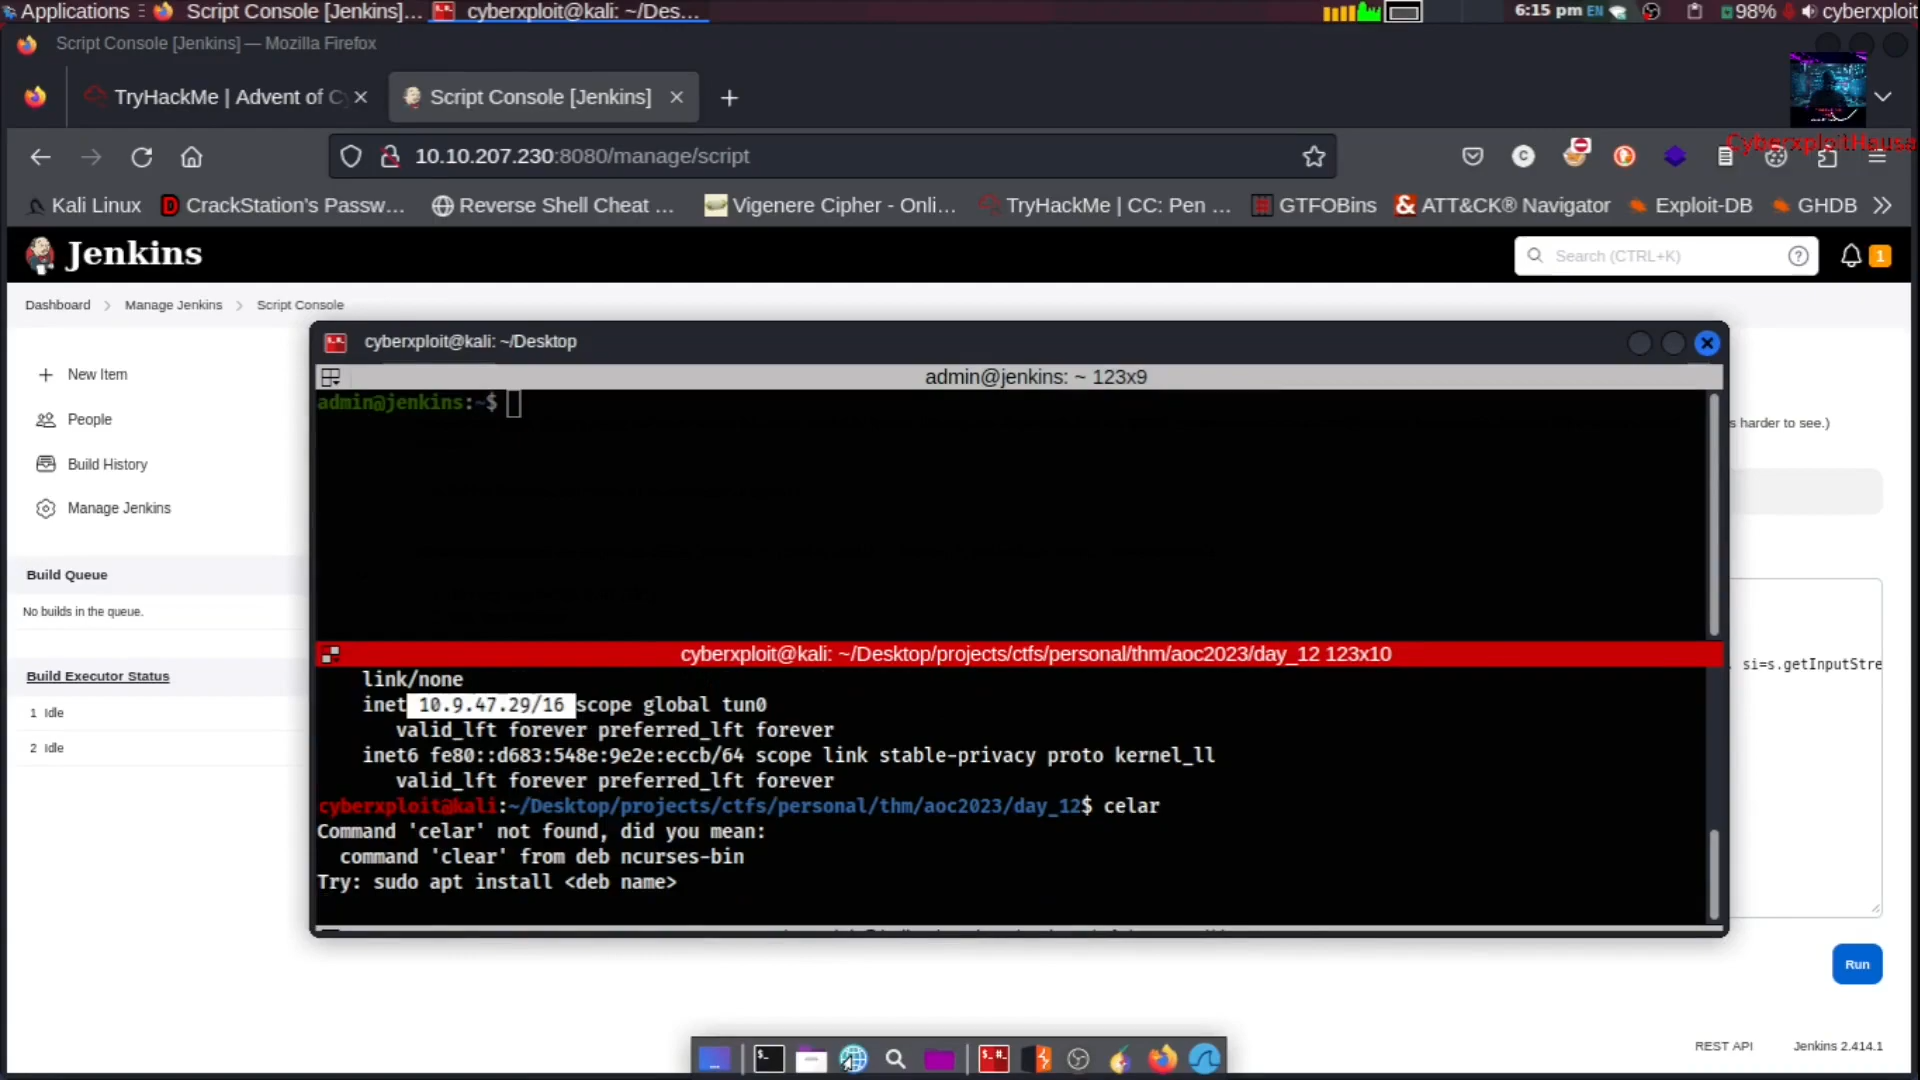 Applications
Script Console [Jenkins]...
cyberxploit@kali: ~/Des...
6:15 pm EN
98%
cyberxploit
Script Console [Jenkins] — Mozilla Firefox
TryHackMe | Advent of C
Script Console [Jenkins]
10.10.207.230:8080/manage/script
CyberxploitHausa
Kali Linux
CrackStation's Passw...
Reverse Shell Cheat ...
Vigenere Cipher - Onli...
TryHackMe | CC: Pen ...
GTFOBins
ATT&CK® Navigator
Exploit-DB
GHDB
Jenkins
Search (CTRL+K)
1
Dashboard
Manage Jenkins
Script Console
cyberxploit@kali: ~/Desktop
New Item
admin@jenkins: ~ 123x9
admin@jenkins:~$
People
s harder to see.)
Build History
Manage Jenkins
Build Queue
No builds in the queue.
cyberxploit@kali: ~/Desktop/projects/ctfs/personal/thm/aoc2023/day_12 123x10
si=s.getInputStre
Build Executor Status
link/none
inet 10.9.47.29/16 scope global tun0
1 Idle
valid_lft forever preferred_lft forever
2 Idle
inet6 fe80::d683:548e:9e2e:eccb/64 scope link stable-privacy proto kernel_ll
valid_lft forever preferred_lft forever
cyberxploit@kali:~/Desktop/projects/ctfs/personal/thm/aoc2023/day_12$ celar
Command 'celar' not found, did you mean:
command 'clear' from deb ncurses-bin
Try: sudo apt install <deb name>
Run
REST API
Jenkins 2.414.1